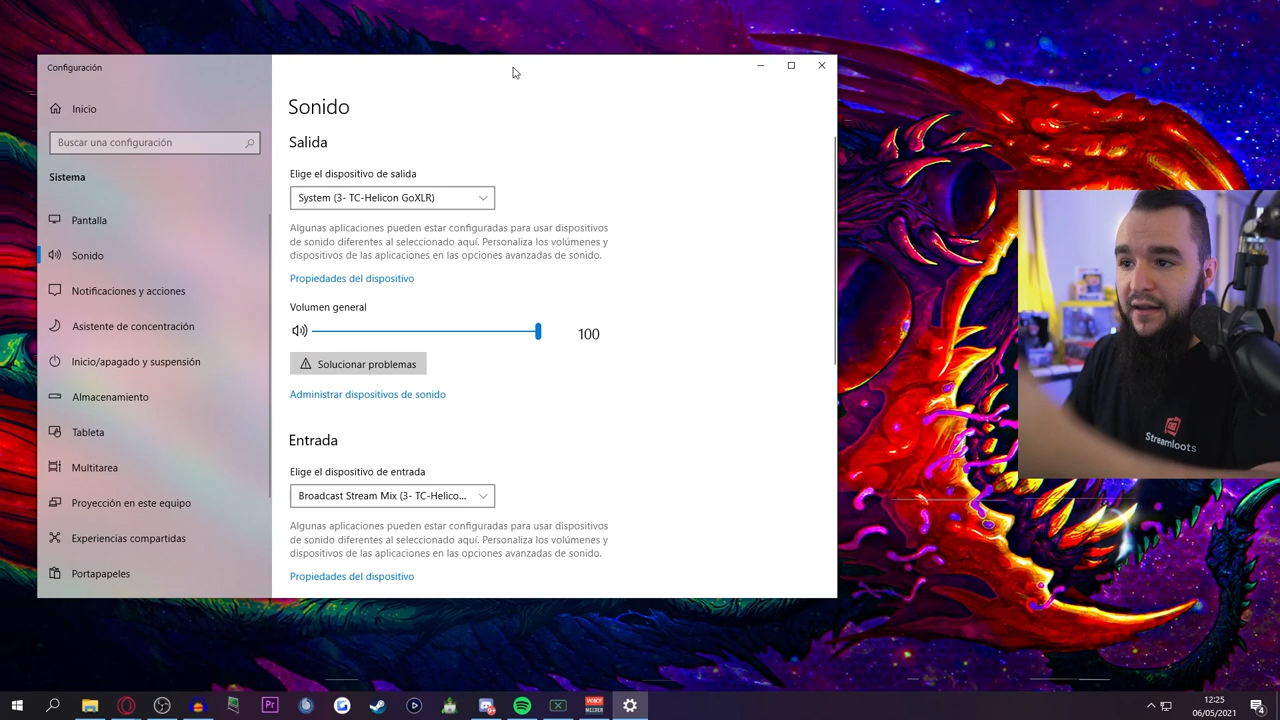 Configuración
Inicio
Buscar una configuración
Sistema
Pantalla
Sonido
Notificaciones y acciones
Asistente de concentración
Inicio/apagado y suspensión
Almacenamiento
Tableta
Multitarea
Proyección en este equipo
Experiencias compartidas
Portapapeles
Sonido
Salida
Elige el dispositivo de salida
System (3- TC-Helicon GoXLR)
Algunas aplicaciones pueden estar configuradas para usar dispositivos
de sonido diferentes al seleccionado aquí. Personaliza los volúmenes y
dispositivos de las aplicaciones en las opciones avanzadas de sonido.
Propiedades del dispositivo
Volumen general
100
Solucionar problemas
Administrar dispositivos de sonido
Entrada
Elige el dispositivo de entrada
Broadcast Stream Mix (3- TC-Helico...
Algunas aplicaciones pueden estar configuradas para usar dispositivos
de sonido diferentes al seleccionado aquí. Personaliza los volúmenes y
dispositivos de las aplicaciones en las opciones avanzadas de sonido.
Propiedades del dispositivo
Streamloots
Pr
12:25
06/05/2021
4